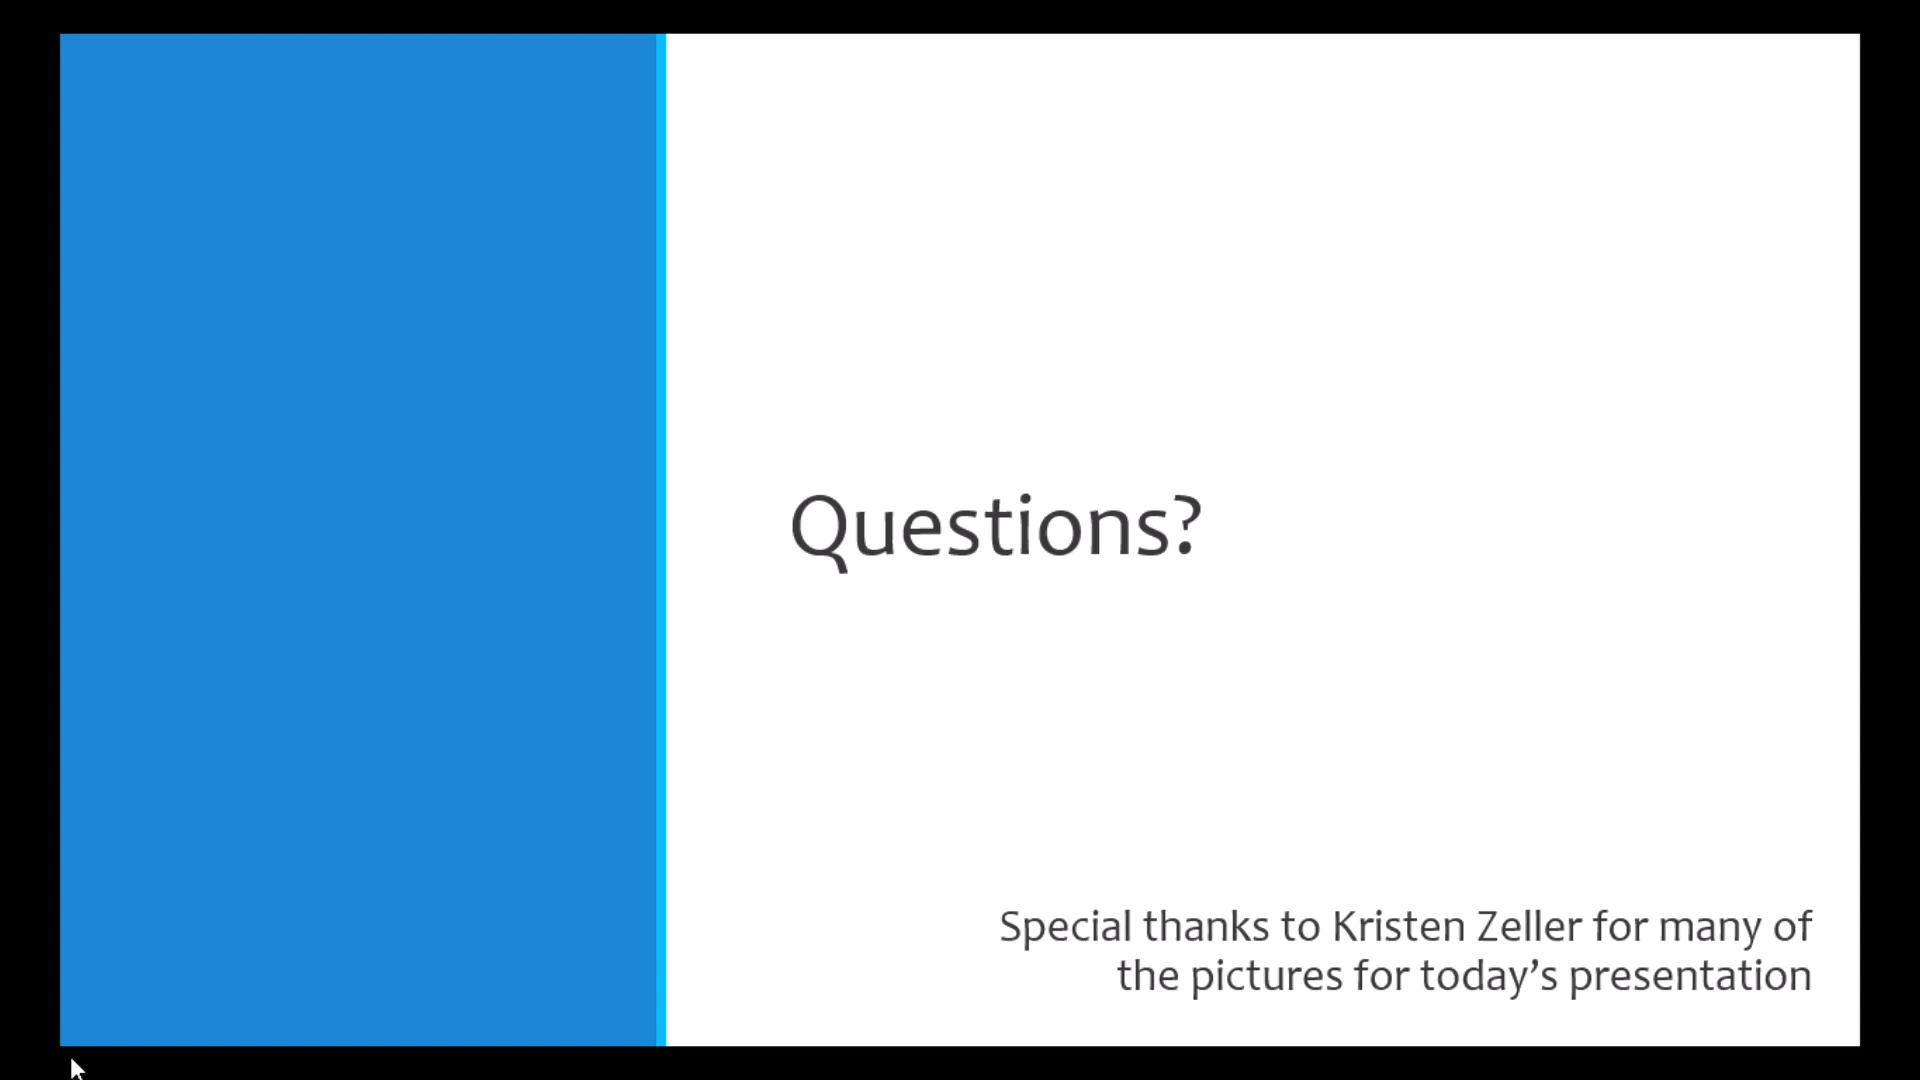 Questions?
Special thanks to Kristen Zeller for many of
the pictures for today’s presentation